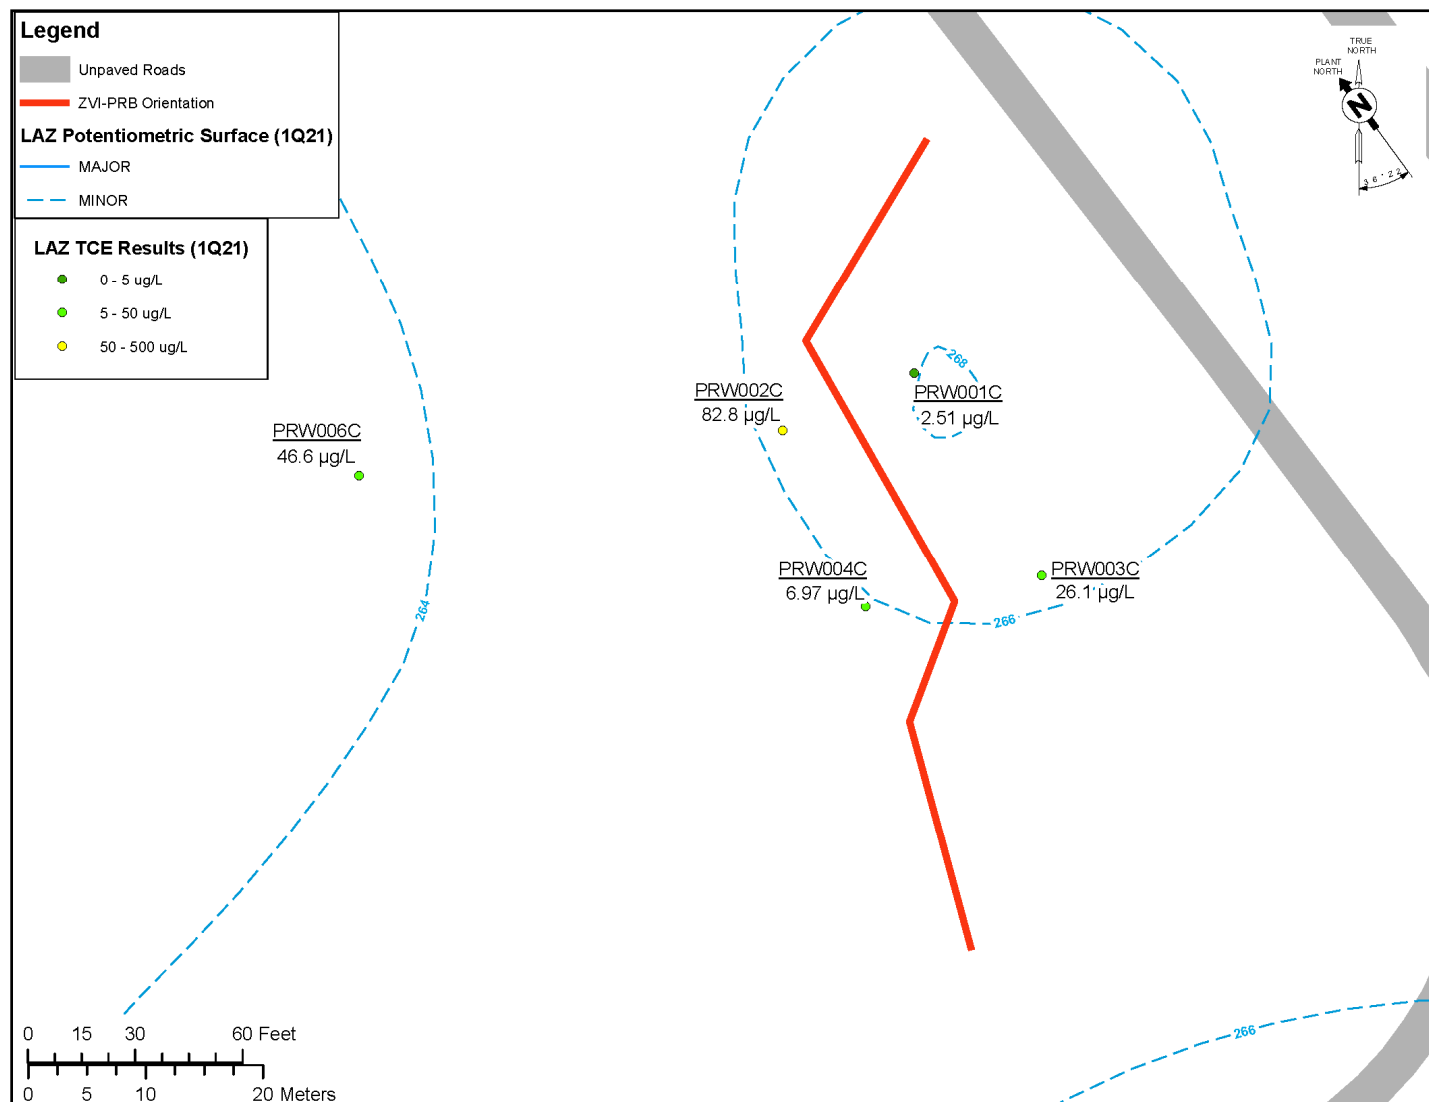 Legend
Unpaved Roads
ZVI-PRB Orientation
LAZ Potentiometric Surface (1Q21)
MAJOR
MINOR
LAZ TCE Results (1Q21)
0 - 5 ug/L
5 - 50 ug/L
50 - 500 ug/L
TRUE
NORTH
PLANT
NORTH
N
36.22
268
PRW001C
2.51 µg/L
PRW002C
82.8 µg/L
PRW006C
46.6 µg/L
PRW004C
6.97 µg/L
PRW003C
26.1 µg/L
264
266
266
0 15 30 60 Feet
0 5 10 20 Meters